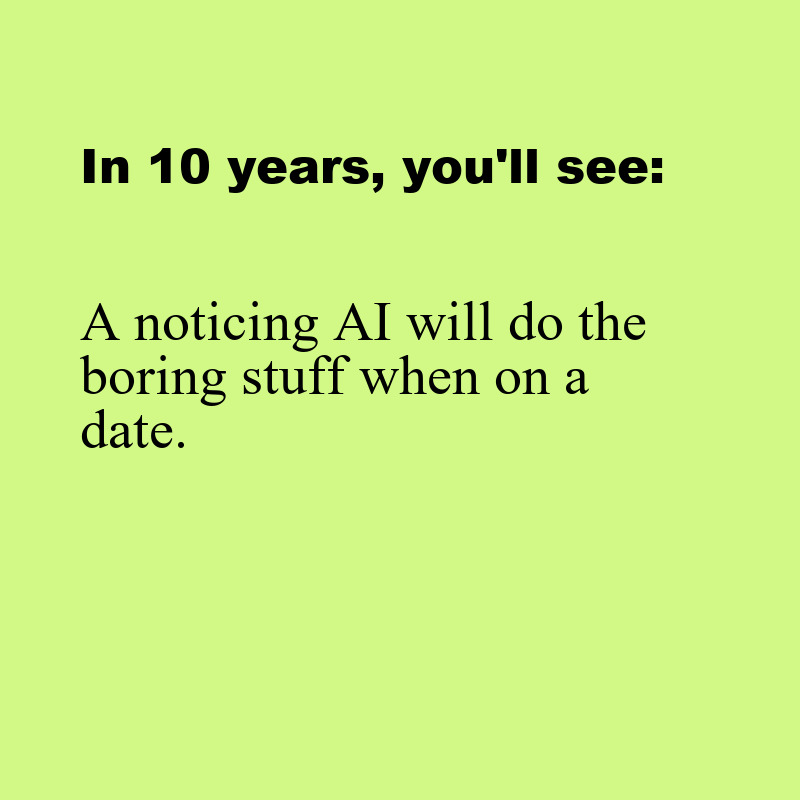 In 10 years, you'll see:
A noticing AI will do the
boring stuff when on a
date.